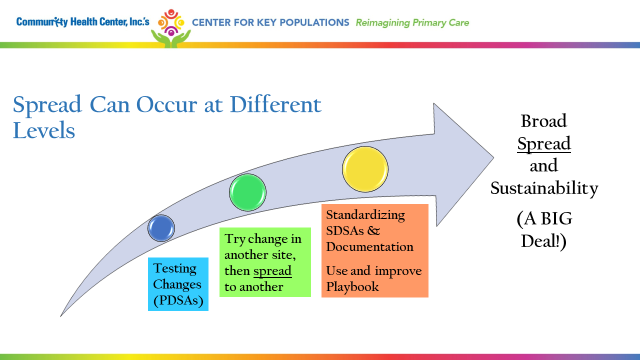 Community Health Center, Inc.'s
CENTER FOR KEY POPULATIONS Reimagining Primary Care
Spread Can Occur at Different
Levels
Testing
Changes
(PDSAs)
Try change in
another site,
then spread
to another
Standardizing
SDSAs &
Documentation
Use and improve
Playbook
Broad
Spread
and
Sustainability
(A BIG
Deal!)